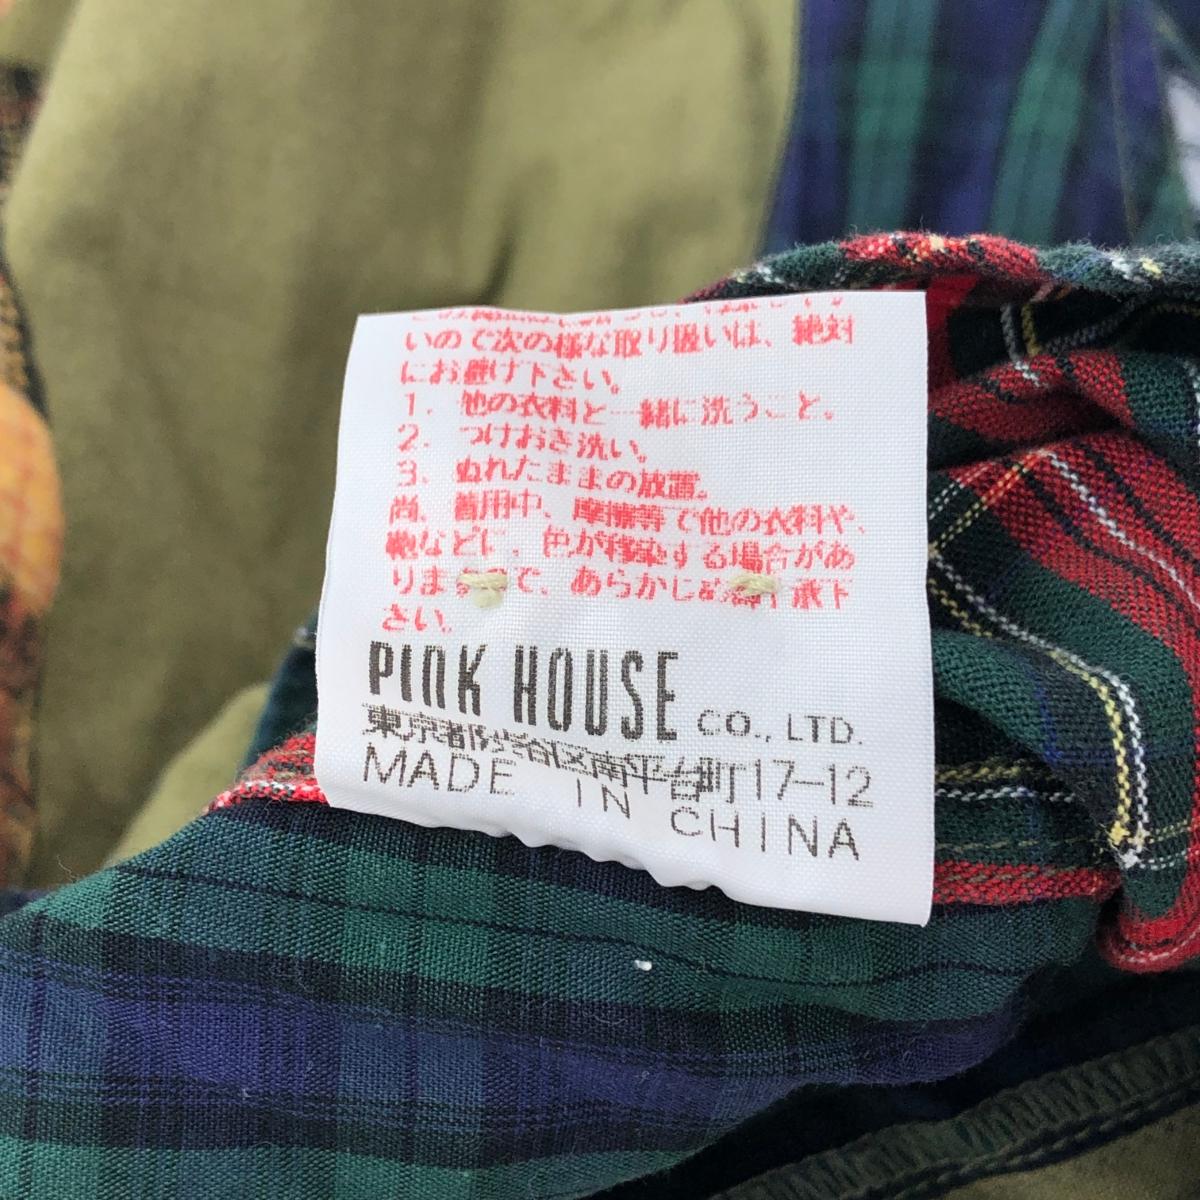 いので次の様な取り扱いは、絶対
にお避け下さい。
1. 他の衣料と一緒に洗うこと。
2. つけおき洗い。
3. ぬれたままの放置。
尚、着用中、摩擦等で他の衣料や、
靴などに、色が移染する場合があ
りますので、あらかじめ御了承下
さい。
PINK HOUSE CO., LTD.
東京都渋谷区南平台町17-12
MADE IN CHINA